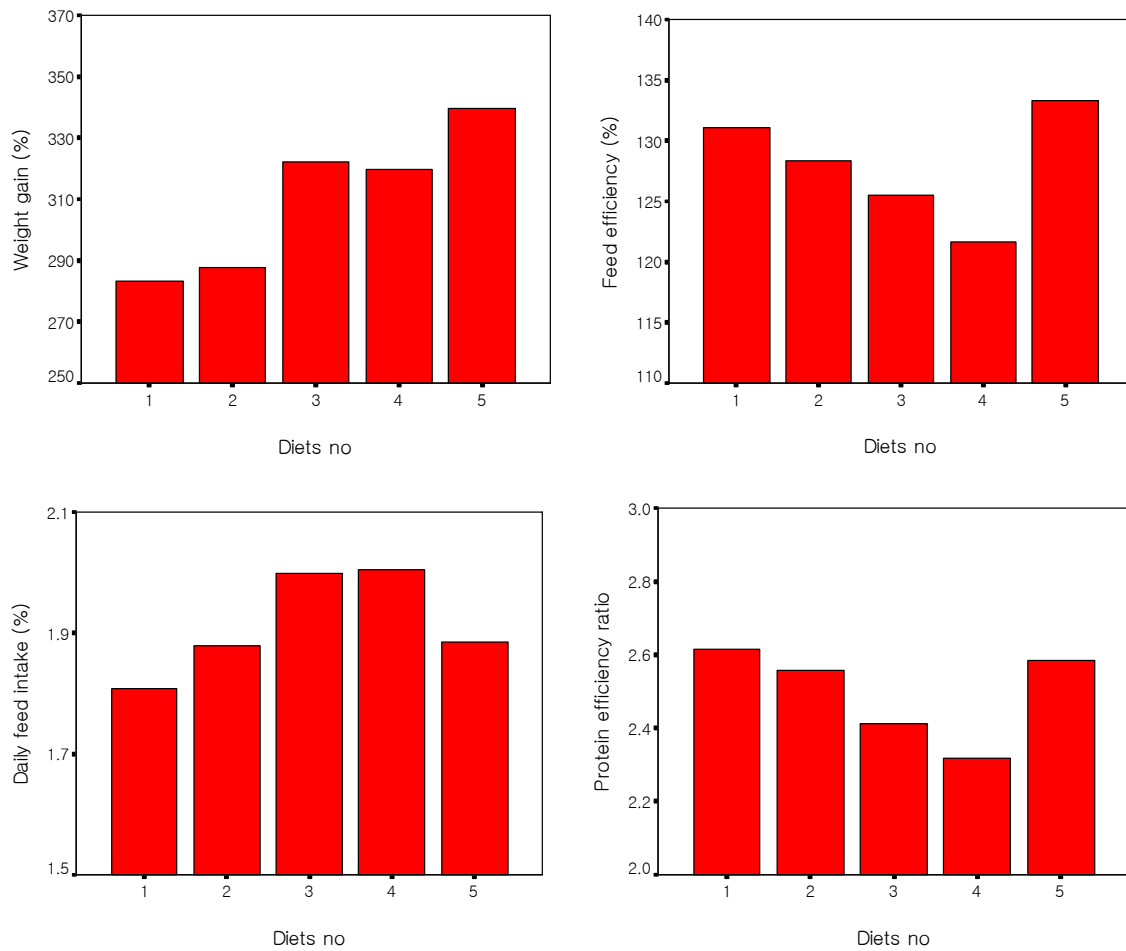 Weight gain (%)
370
350
330
310
290
270
250
1 2 3 4 5
Diets no
Feed efficiency (%)
140
135
130
125
120
115
110
1 2 3 4 5
Diets no
Daily feed intake (%)
2.1
1.9
1.7
1.5
1 2 3 4 5
Diets no
Protein efficiency ratio
3.0
2.8
2.6
2.4
2.2
2.0
1 2 3 4 5
Diets no